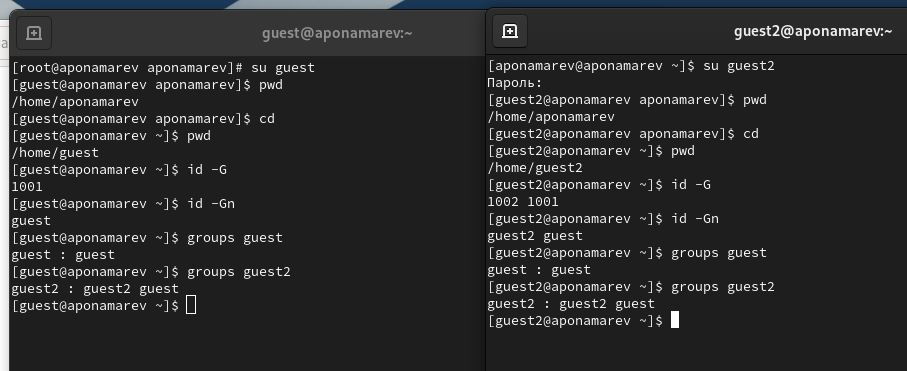 guest@aponamarev:~
[root@aponamarev aponamarev]# su guest
[guest@aponamarev aponamarev]$ pwd
/home/aponamarev
[guest@aponamarev aponamarev]$ cd
[guest@aponamarev ~]$ pwd
/home/guest
[guest@aponamarev ~]$ id -G
1001
[guest@aponamarev ~]$ id -Gn
guest
[guest@aponamarev ~]$ groups guest
guest : guest
[guest@aponamarev ~]$ groups guest2
guest2 : guest2 guest
[guest@aponamarev ~]$
guest2@aponamarev:~
[aponamarev@aponamarev ~]$ su guest2
Пароль:
[guest2@aponamarev aponamarev]$ pwd
/home/aponamarev
[guest2@aponamarev aponamarev]$ cd
[guest2@aponamarev ~]$ pwd
/home/guest2
[guest2@aponamarev ~]$ id -G
1002 1001
[guest2@aponamarev ~]$ id -Gn
guest2 guest
[guest2@aponamarev ~]$ groups guest
guest : guest
[guest2@aponamarev ~]$ groups guest2
guest2 : guest2 guest
[guest2@aponamarev ~]$